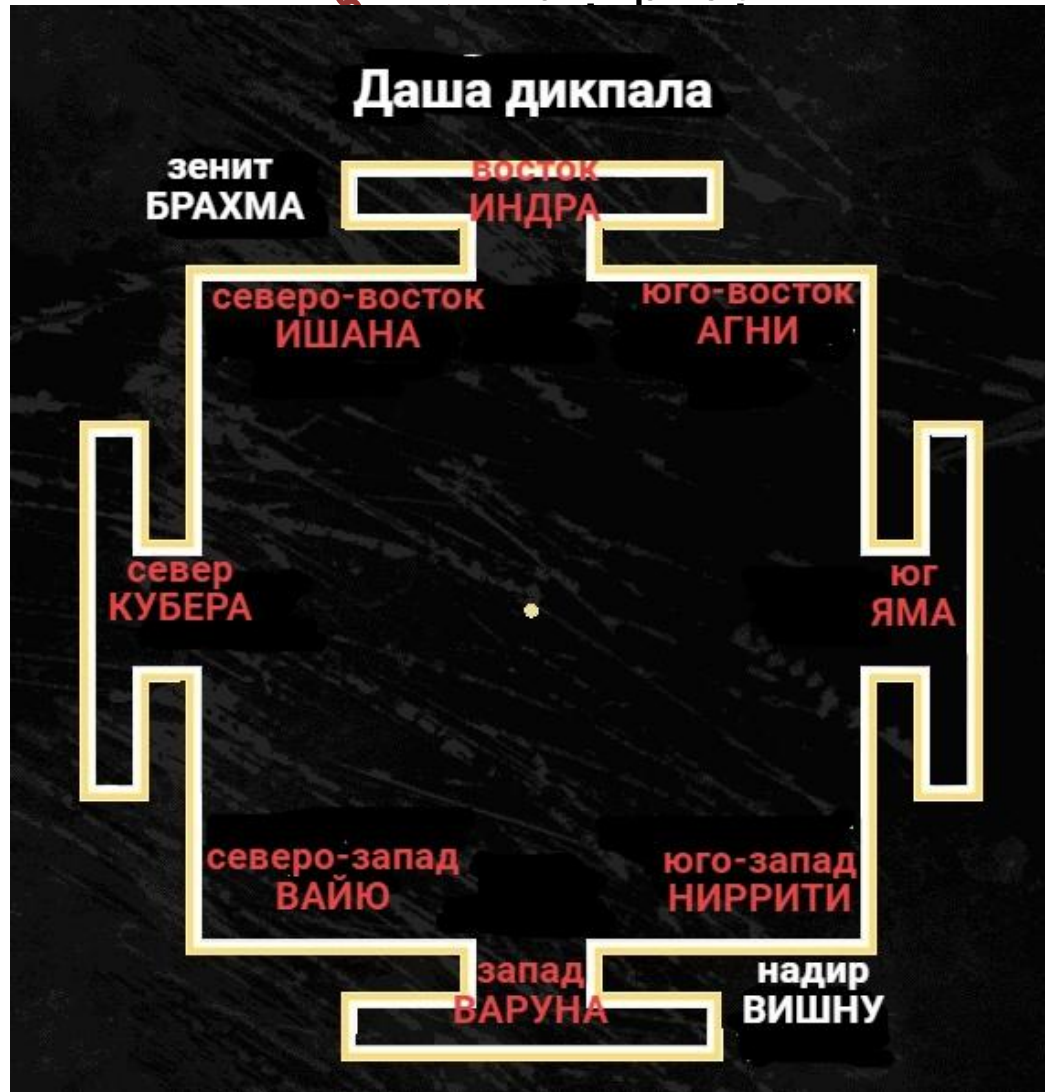 Даша дикпала
зенит
БРАХМА
восток
ИНДРА
северо-восток
ИШАНА
юго-восток
АГНИ
север
КУБЕРА
юг
ЯМА
северо-запад
ВАЙЮ
юго-запад
НИРРИТИ
запад
ВАРУНА
надир
ВИШНУ